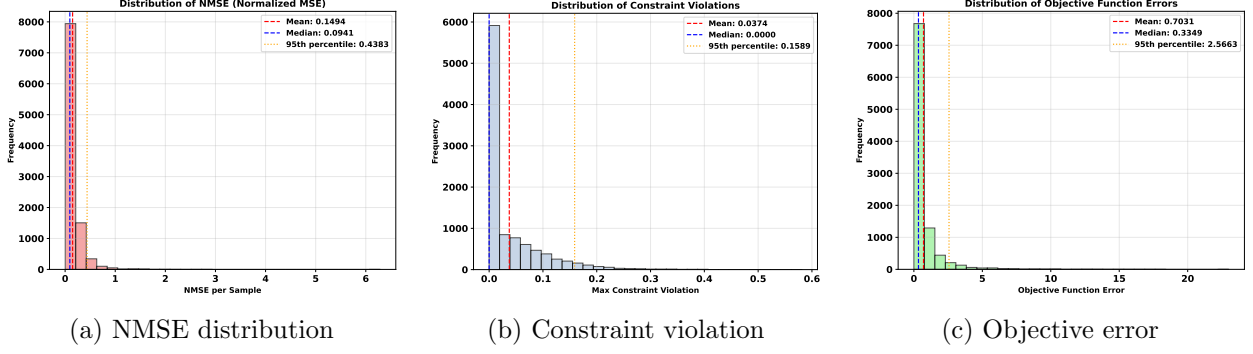 Distribution of NMSE (Normalized MSE)
Mean: 0.1494
Median: 0.0941
95th percentile: 0.4383
8000
7000
6000
5000
4000
3000
2000
1000
0
Frequency
0
1
2
3
4
5
6
NMSE per Sample
(a) NMSE distribution
Distribution of Constraint Violations
Mean: 0.0374
Median: 0.0000
95th percentile: 0.1589
6000
5000
4000
3000
2000
1000
0
Frequency
0.0
0.1
0.2
0.3
0.4
0.5
0.6
Max Constraint Violation
(b) Constraint violation
Distribution of Objective Function Errors
Mean: 0.7031
Median: 0.3349
95th percentile: 2.5663
8000
7000
6000
5000
4000
3000
2000
1000
0
Frequency
0
5
10
15
20
Objective Function Error
(c) Objective error